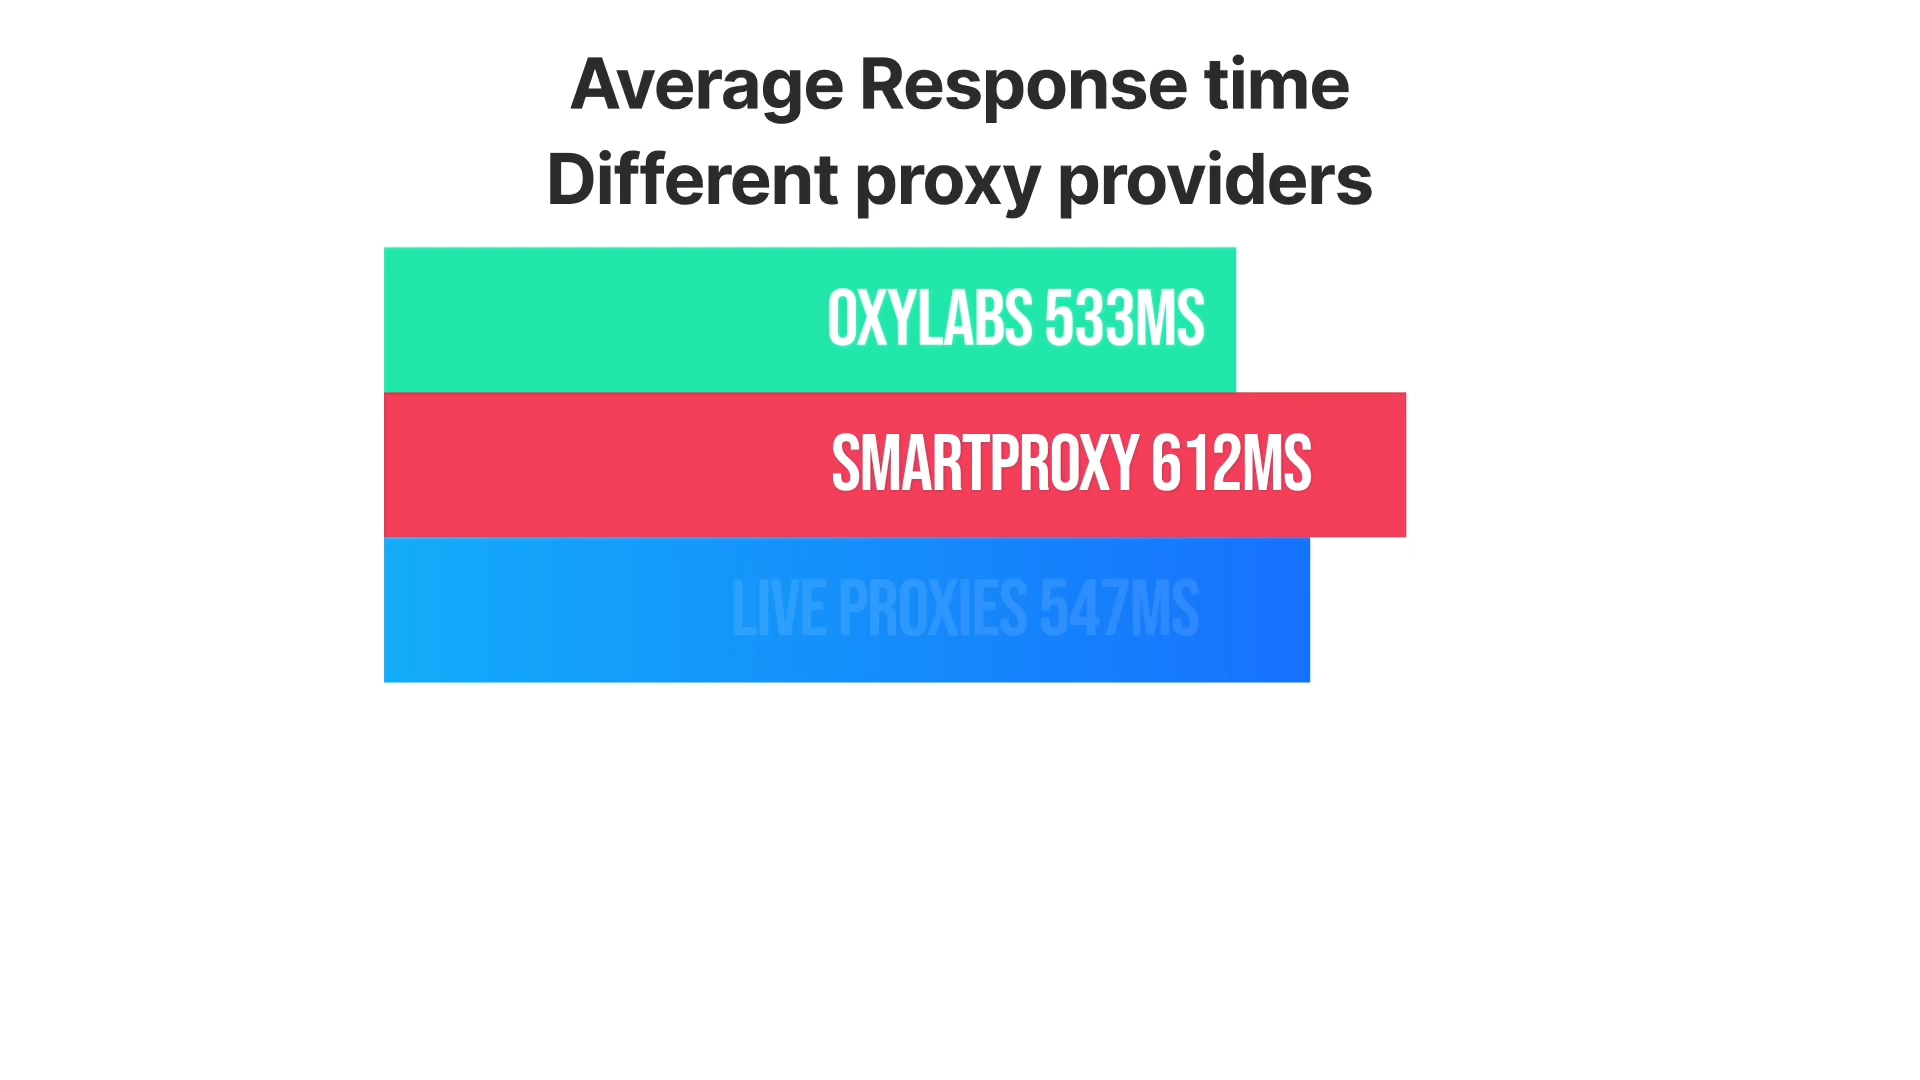 Average Response time
Different proxy providers
OXYLABS 533MS
SMARTPROXY 612MS
LIVE PROXIES 547MS